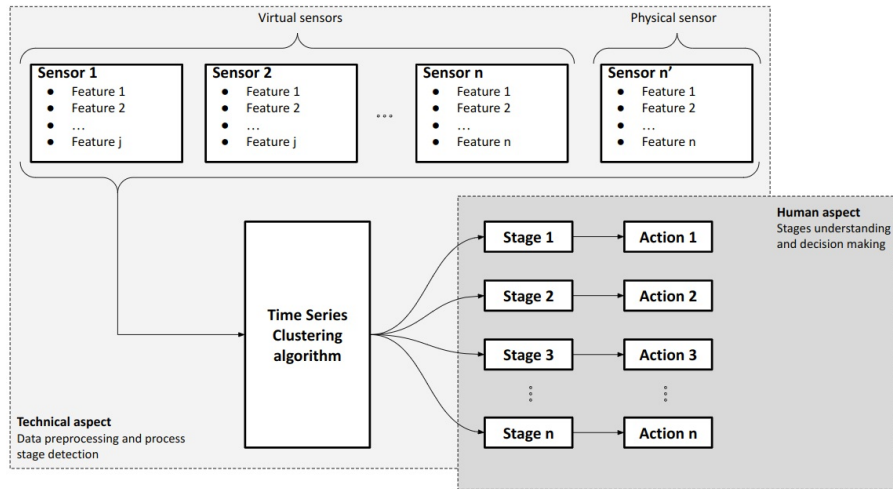 Virtual sensors
Physical sensor
Sensor 1
● Feature 1
● Feature 2
● ...
● Feature j
Sensor 2
● Feature 1
● Feature 2
● ...
● Feature j
Sensor n
● Feature 1
● Feature 2
● ...
● Feature n
Sensor n’
● Feature 1
● Feature 2
● ...
● Feature n
Time Series
Clustering
algorithm
Stage 1
Action 1
Stage 2
Action 2
Stage 3
Action 3
Stage n
Action n
Human aspect
Stages understanding
and decision making
Technical aspect
Data preprocessing and process
stage detection